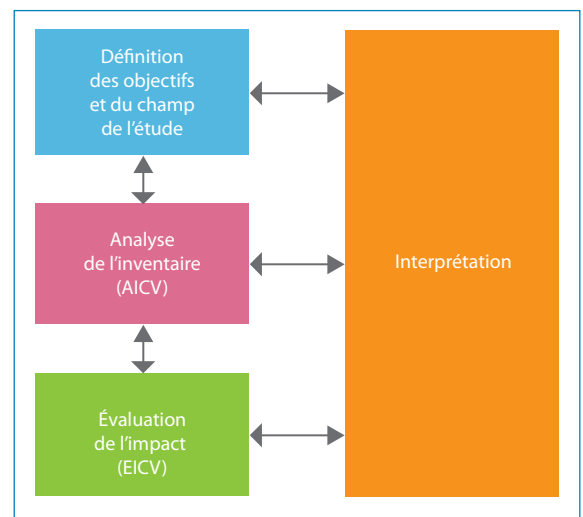 Définition
des objectifs
et du champ
de l’étude
Analyse
de l’inventaire
(AICV)
Évaluation
de l’impact
(EICV)
Interprétation